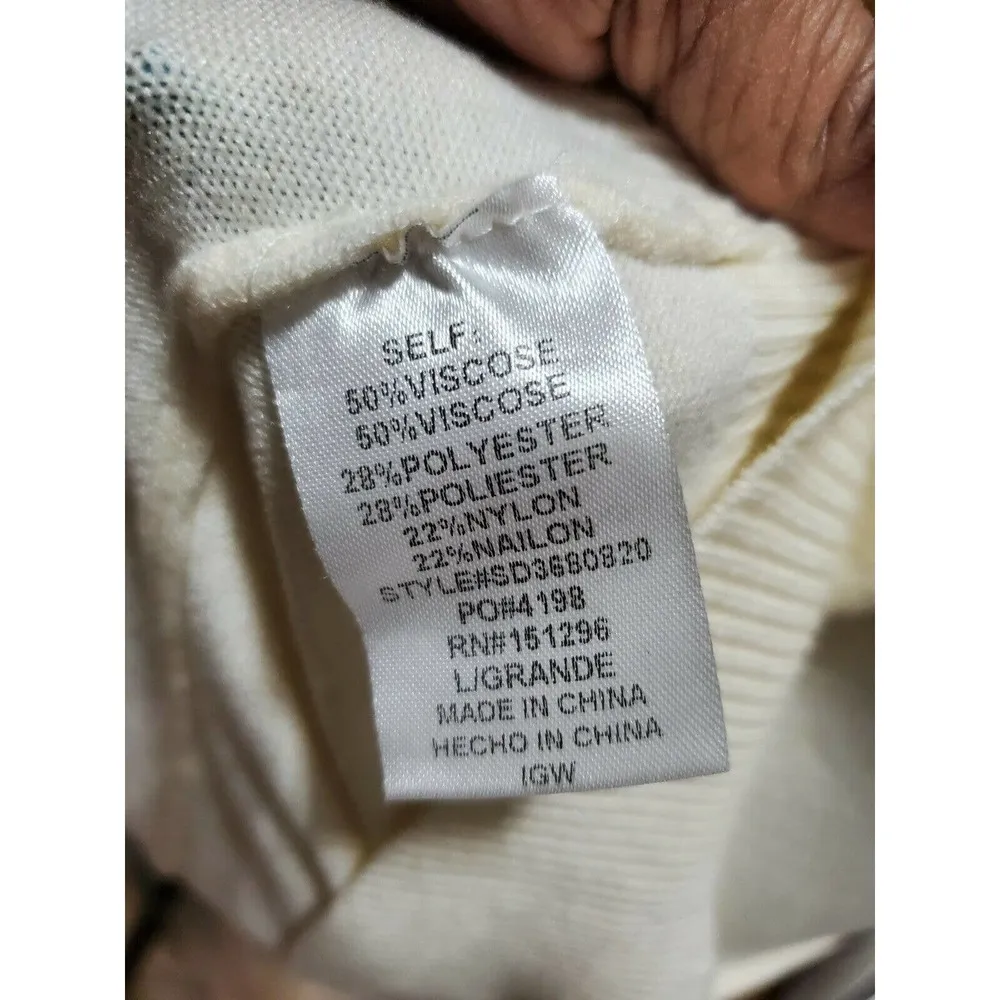 SELF:
50%VISCOSE
50%VISCOSE
28%POLYESTER
28%POLIESTER
22%NYLON
22%NAILON
STYLE#SD3680820
PO#4198
RN#151296
L/GRANDE
MADE IN CHINA
HECHO IN CHINA
IGW